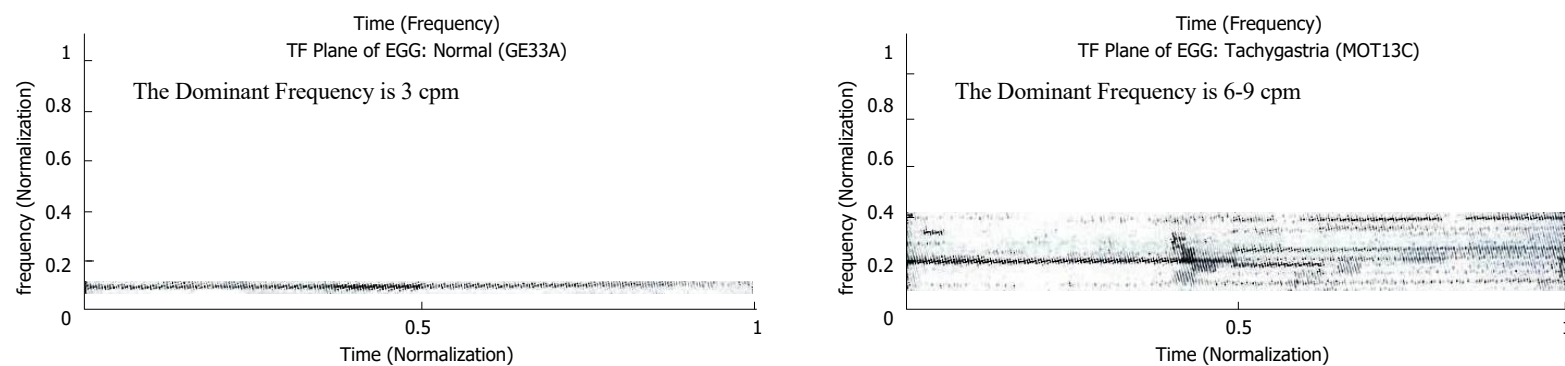 Time (Frequency)
TF Plane of EGG: Normal (GE33A)
The Dominant Frequency is 3 cpm
frequency (Normalization)
1
0.8
0.6
0.4
0.2
0
0.5
1
Time (Normalization)
Time (Frequency)
TF Plane of EGG: Tachygastria (MOT13C)
The Dominant Frequency is 6-9 cpm
frequency (Normalization)
1
0.8
0.6
0.4
0.2
0
0.5
1
Time (Normalization)